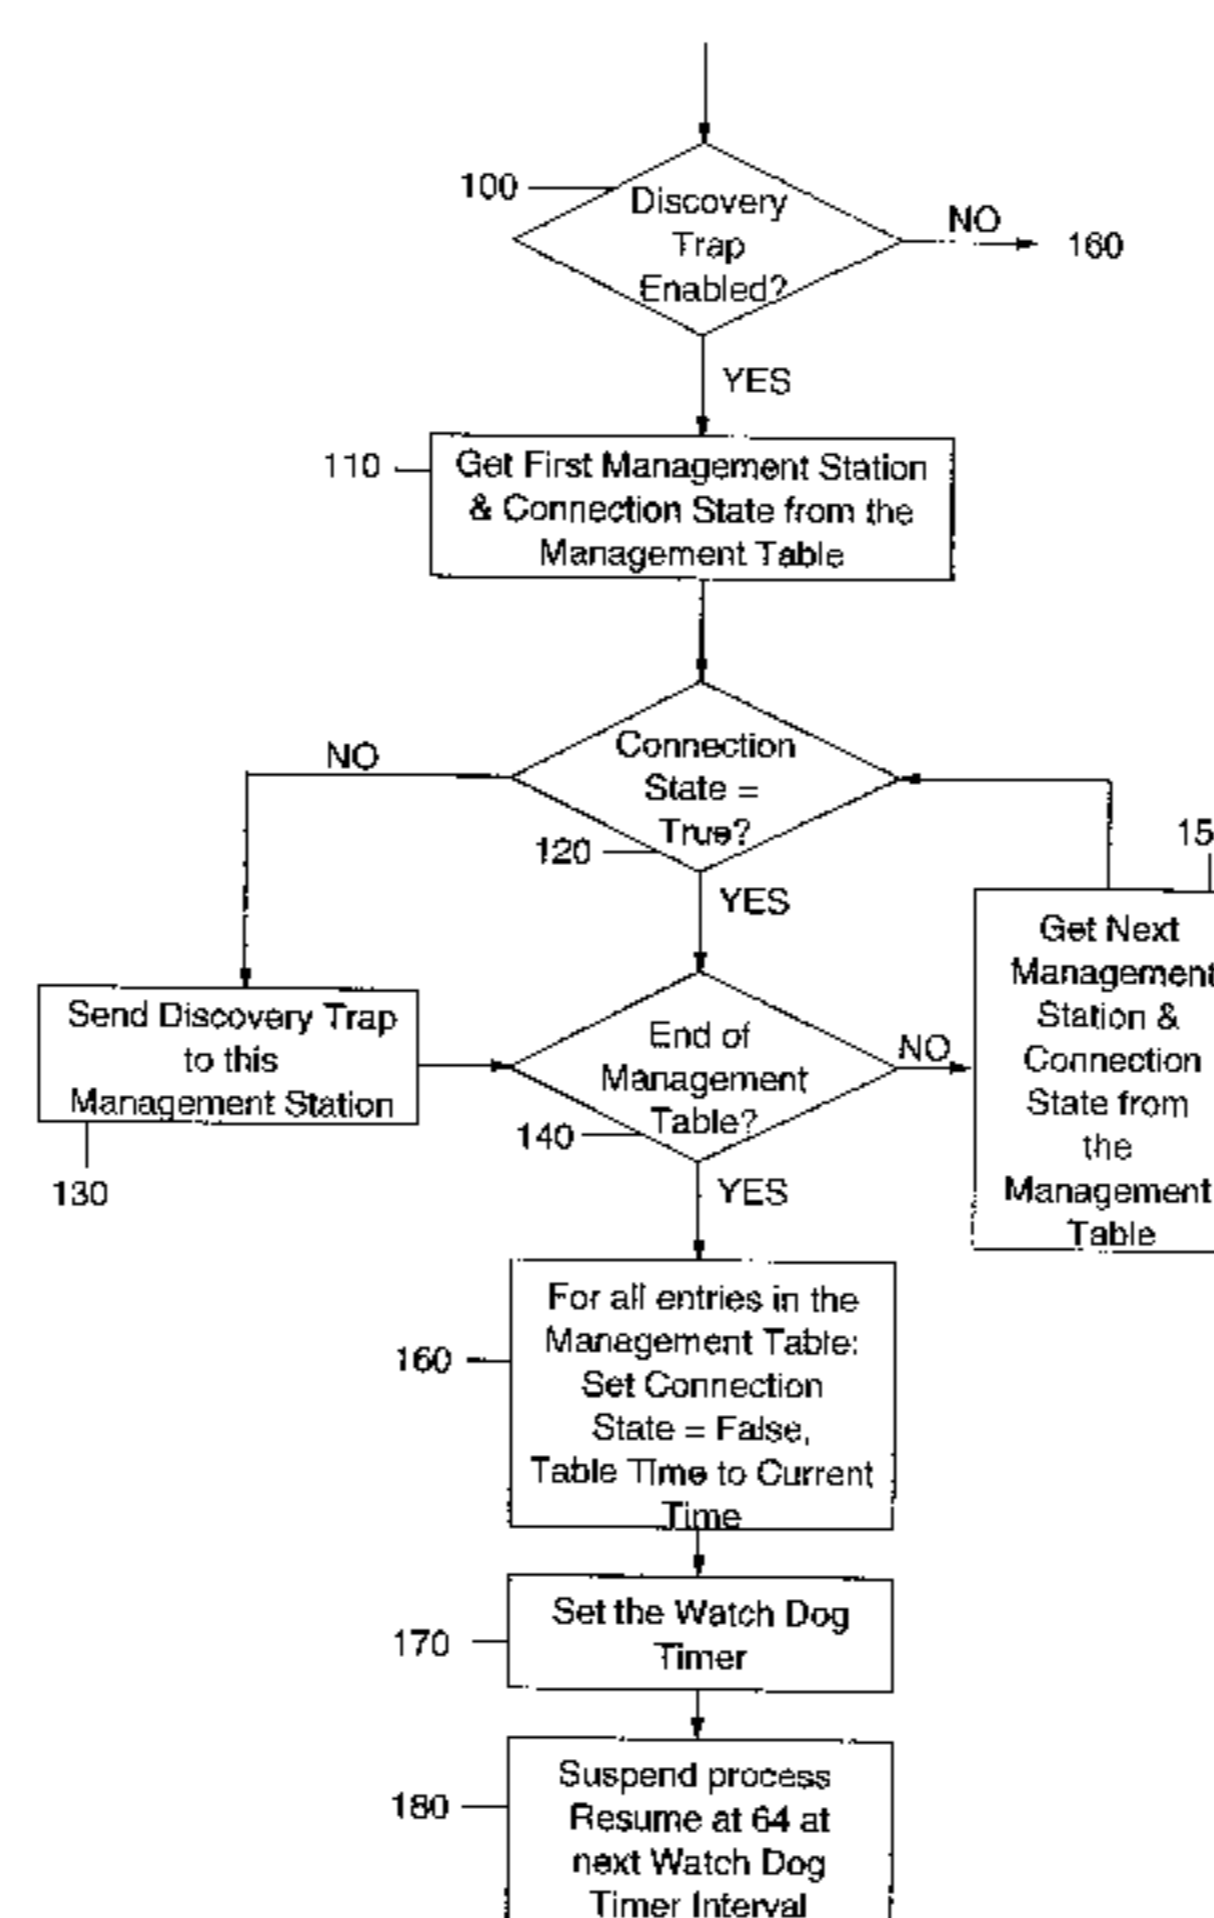 100
Discovery
Trap
Enabled?
NO
160
YES
110
Get First Management Station
& Connection State from the
Management Table
NO
Connection
State =
True?
120
YES
15
Get Next
Management
Station &
Connection
State from
the
Management
Table
Send Discovery Trap
to this
Management Station
130
End of
Management
Table?
140
NO
YES
160
For all entries in the
Management Table:
Set Connection
State = False,
Table Time to Current
Time
170
Set the Watch Dog
Timer
180
Suspend process
Resume at 64 at
next Watch Dog
Timer Interval